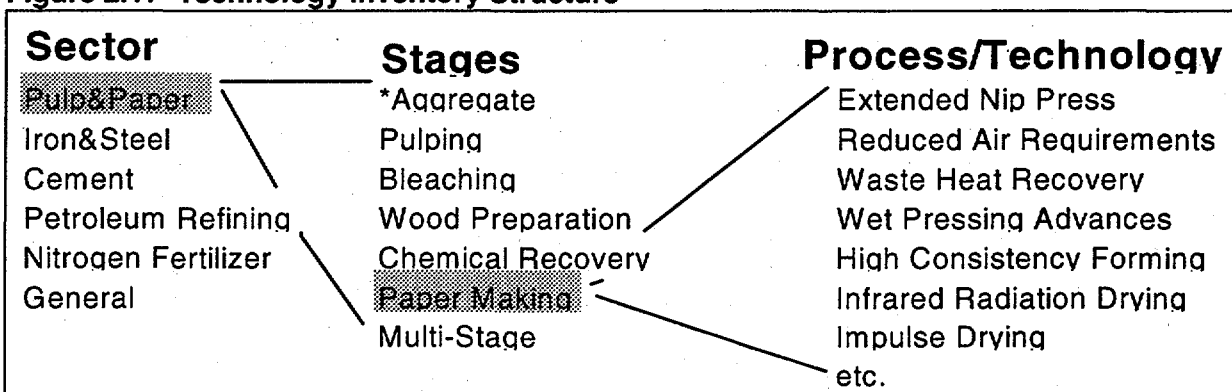 Figure 2.1. Technology Inventory Structure
Sector
Pulp&Paper
Iron&Steel
Cement
Petroleum Refining
Nitrogen Fertilizer
General
Stages
*Aggregate
Pulping
Bleaching
Wood Preparation
Chemical Recovery
Paper Making
Multi-Stage
Process/Technology
Extended Nip Press
Reduced Air Requirements
Waste Heat Recovery
Wet Pressing Advances
High Consistency Forming
Infrared Radiation Drying
Impulse Drying
etc.